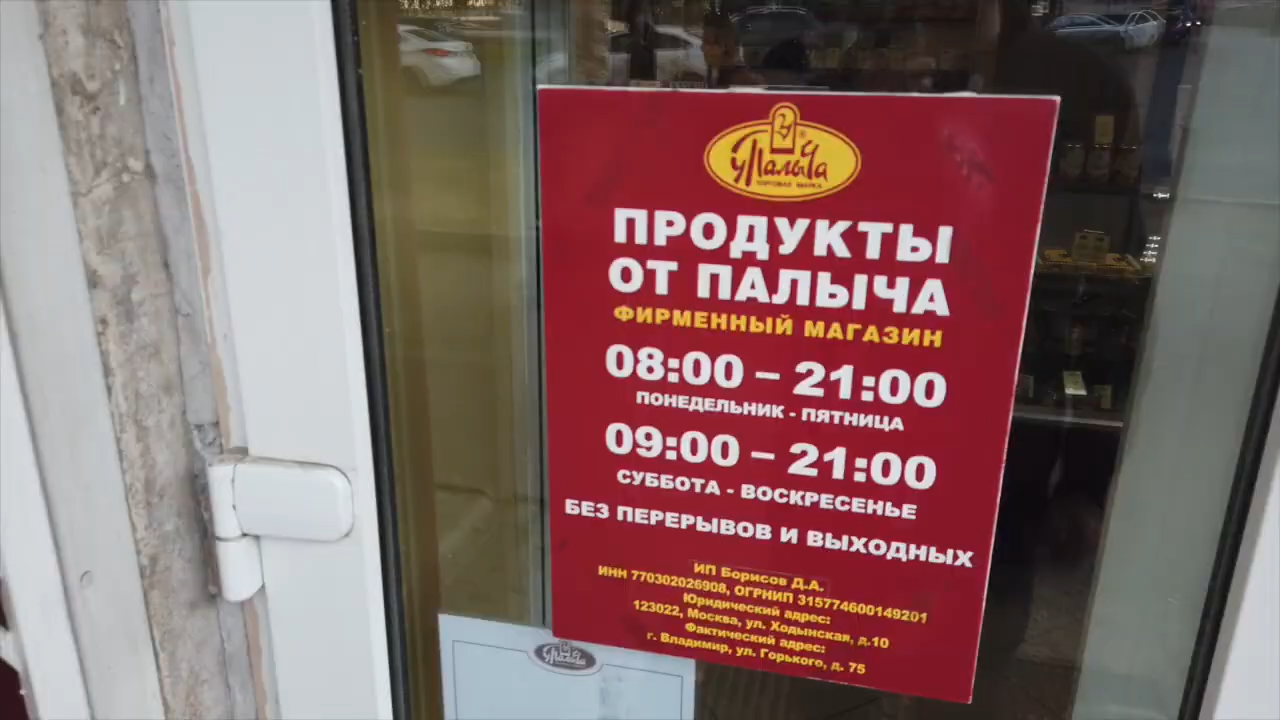 у Палыча
ТОРГОВАЯ МАРКА
ПРОДУКТЫ
ОТ ПАЛЫЧА
ФИРМЕННЫЙ МАГАЗИН
08:00 – 21:00
ПОНЕДЕЛЬНИК - ПЯТНИЦА
09:00 – 21:00
СУББОТА - ВОСКРЕСЕНЬЕ
БЕЗ ПЕРЕРЫВОВ И ВЫХОДНЫХ
ИП Борисов Д.А.
ИНН 770302026908, ОГРНИП 315774600149201
Юридический адрес:
123022, Москва, ул. Ходынская, д.10
Фактический адрес:
г. Владимир, ул. Горького, д. 75
у Палыча